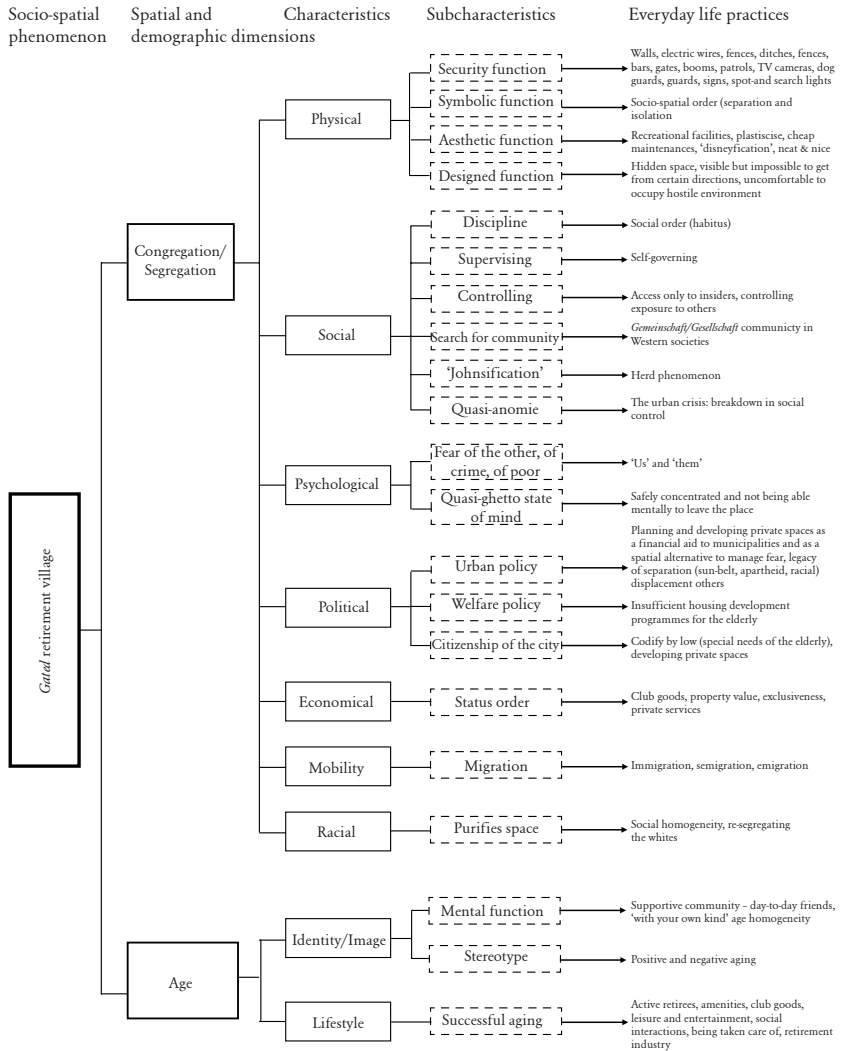 Socio-spatial
phenomenon
Spatial and
demographic dimensions
Characteristics
Subcharacteristics
Everyday life practices
Gated retirement village
Congregation/
Segregation
Physical
Security function
Walls, electric wires, fences, ditches, fences,
bars, gates, booms, patrols, TV cameras, dog
guards, guards, signs, spot-and search lights
Symbolic function
Socio-spatial order (separation and
isolation
Aesthetic function
Recreational facilities, plastiscise, cheap
maintenances, ‘disneyfication’, neat & nice
Designed function
Hidden space, visible but impossible to get
from certain directions, uncomfortable to
occupy hostile environment
Social
Discipline
Social order (habitus)
Supervising
Self-governing
Controlling
Access only to insiders, controlling
exposure to others
Search for community
Gemeinschaft/Gesellschaft communicty in
Western societies
‘Johnsification’
Herd phenomenon
Quasi-anomie
The urban crisis: breakdown in social
control
Psychological
Fear of the other, of
crime, of poor
‘Us’ and ‘them’
Quasi-ghetto state
of mind
Safely concentrated and not being able
mentally to leave the place
Political
Urban policy
Planning and developing private spaces as
a financial aid to municipalities and as a
spatial alternative to manage fear, legacy
of separation (sun-belt, apartheid, racial)
displacement others
Welfare policy
Insufficient housing development
programmes for the elderly
Citizenship of the city
Codify by low (special needs of the elderly),
developing private spaces
Economical
Status order
Club goods, property value, exclusiveness,
private services
Mobility
Migration
Immigration, semigration, emigration
Racial
Purifies space
Social homogeneity, re-segregating
the whites
Age
Identity/Image
Mental function
Supportive community – day-to-day friends,
‘with your own kind’ age homogeneity
Stereotype
Positive and negative aging
Lifestyle
Successful aging
Active retirees, amenities, club goods,
leisure and entertainment, social
interactions, being taken care of, retirement
industry